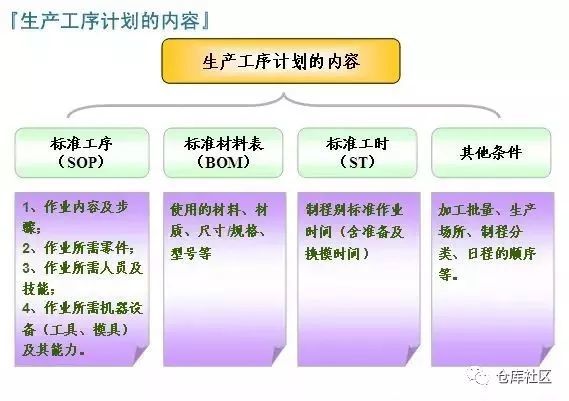 『生产工序计划的内容』
生产工序计划的内容
标准工序
（SOP）
标准材料表
（BOM）
标准工时
（ST）
其他条件
1、作业内容及步
骤；
2、作业所需零件；
3、作业所需人员及
技能；
4、作业所需机器设
备（工具、模具）
及其能力。
使用的材料、材
质、尺寸/规格、
型号等
制程别标准作业
时间（含准备及
换模时间）
加工批量、生产
场所、制程分
类、日程的顺序
等。
仓库社区